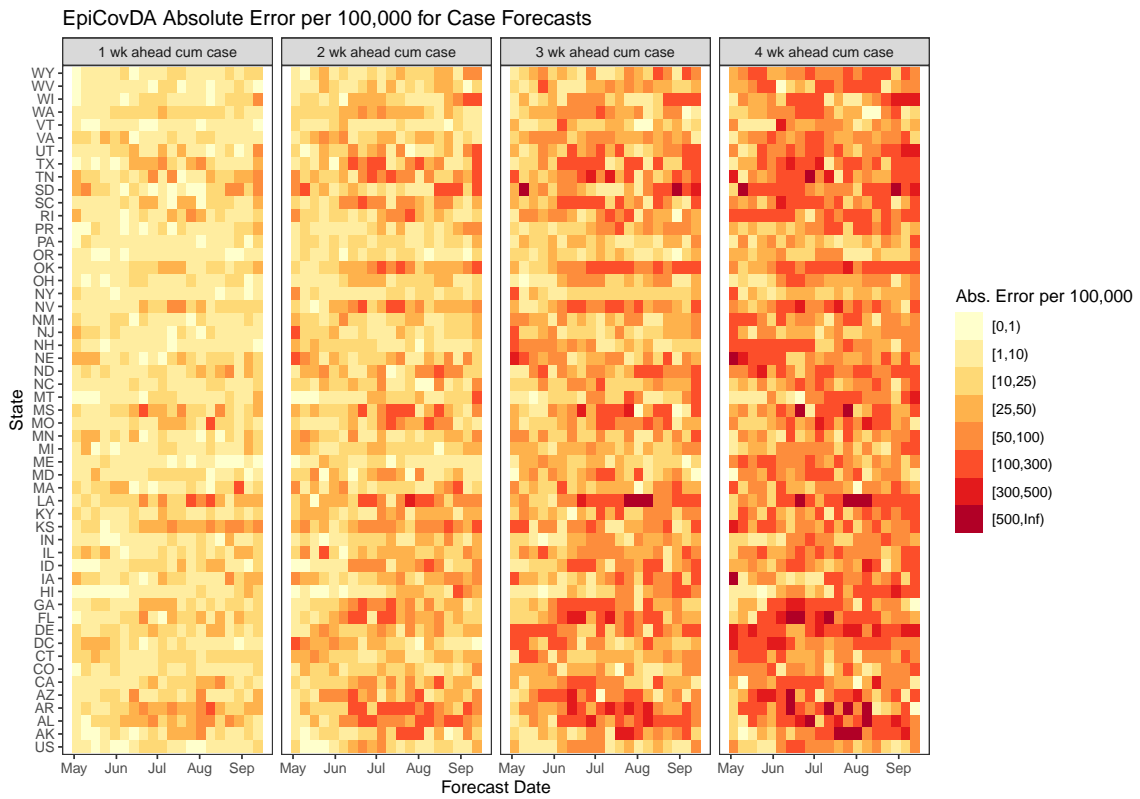 EpiCovDA Absolute Error per 100,000 for Case Forecasts
1 wk ahead cum case
2 wk ahead cum case
3 wk ahead cum case
4 wk ahead cum case
State
WY
WV
WI
WA
VT
VA
UT
TX
TN
SD
SC
RI
PR
PA
OR
OK
OH
NY
NV
NM
NJ
NH
NE
ND
NC
MT
MS
MO
MN
MI
ME
MD
MA
LA
KY
KS
IN
IL
ID
IA
HI
GA
FL
DE
DC
CT
CO
CA
AZ
AR
AL
AK
US
May Jun Jul Aug Sep
May Jun Jul Aug Sep
May Jun Jul Aug Sep
May Jun Jul Aug Sep
Forecast Date
Abs. Error per 100,000
[0,1)
[1,10)
[10,25)
[25,50)
[50,100)
[100,300)
[300,500)
[500,Inf)